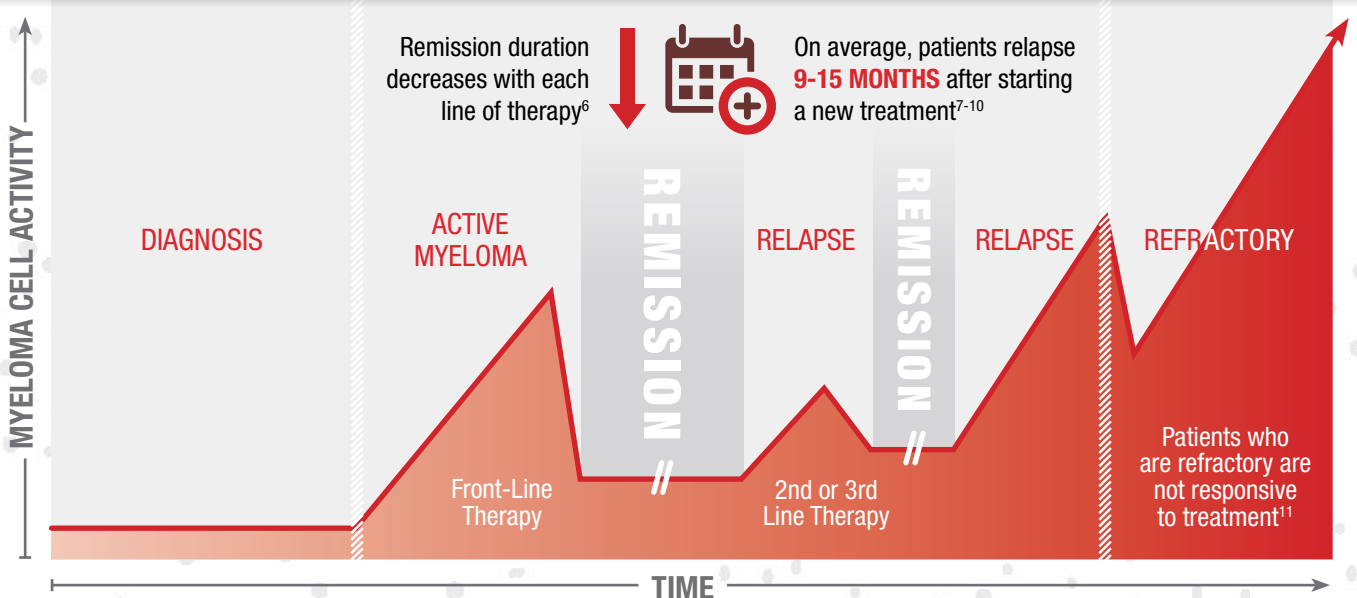 Remission duration
decreases with each
line of therapy6
On average, patients relapse
9-15 MONTHS after starting
a new treatment7-10
MYELOMA CELL ACTIVITY
DIAGNOSIS
ACTIVE
MYELOMA
REMISSION
RELAPSE
REMISSION
RELAPSE
REFRACTORY
Front-Line
Therapy
2nd or 3rd
Line Therapy
Patients who
are refractory are
not responsive
to treatment11
TIME